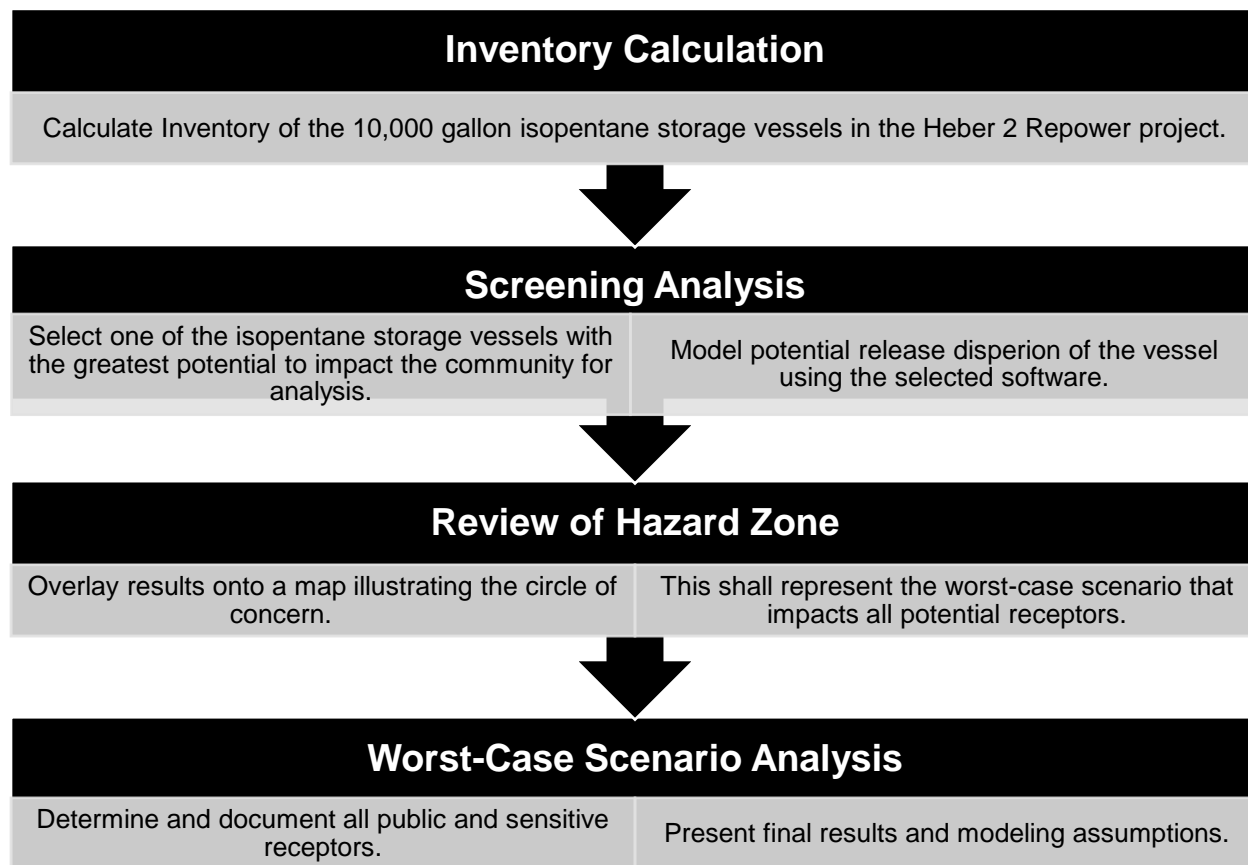 Inventory Calculation
Calculate Inventory of the 10,000 gallon isopentane storage vessels in the Heber 2 Repower project.
Screening Analysis
Select one of the isopentane storage vessels with
the greatest potential to impact the community for
analysis.
Model potential release disperion of the vessel
using the selected software.
Review of Hazard Zone
Overlay results onto a map illustrating the circle of
concern.
This shall represent the worst-case scenario that
impacts all potential receptors.
Worst-Case Scenario Analysis
Determine and document all public and sensitive
receptors.
Present final results and modeling assumptions.